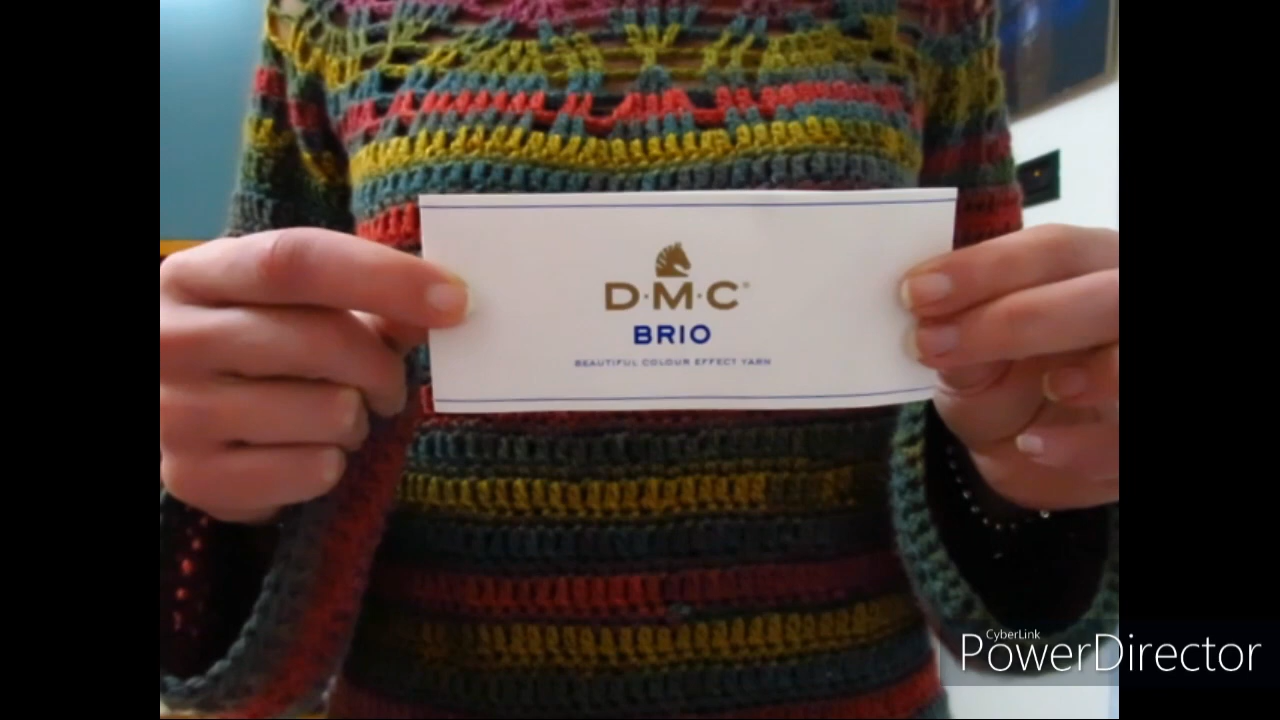 D·M·C®
BRIO
BEAUTIFUL COLOUR EFFECT YARN
CyberLink
PowerDirector